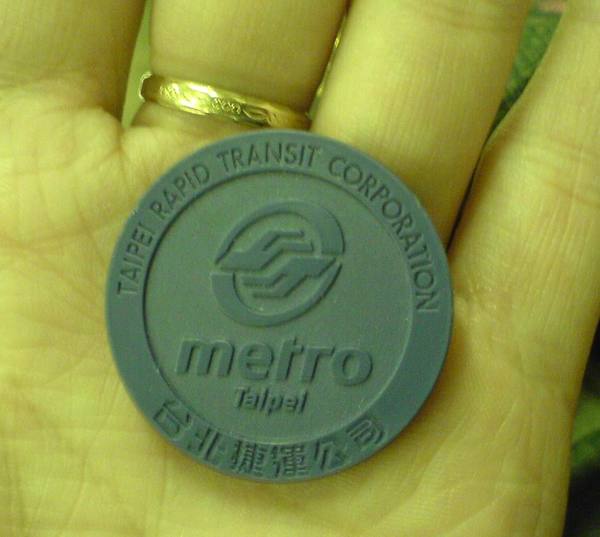 TAIPEI RAPID TRANSIT CORPORATION
metro
Taipei
台北捷運公司